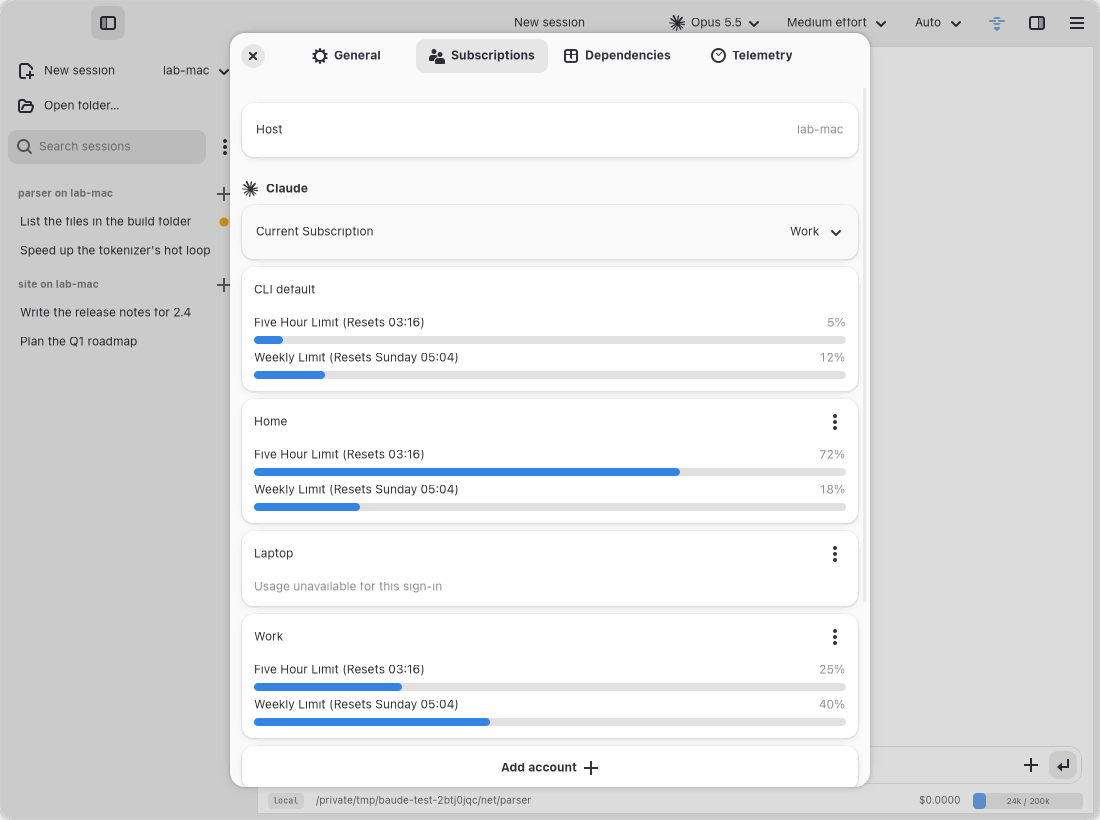 New session
Opus 5.5
Medium effort
Auto
New session
lab-mac
Open folder...
Search sessions
parser on lab-mac
List the files in the build folder
Speed up the tokenizer's hot loop
site on lab-mac
Write the release notes for 2.4
Plan the Q1 roadmap
General
Subscriptions
Dependencies
Telemetry
Host
lab-mac
Claude
Current Subscription
Work
CLI default
Five Hour Limit (Resets 03:16)
5%
Weekly Limit (Resets Sunday 05:04)
12%
Home
Five Hour Limit (Resets 03:16)
72%
Weekly Limit (Resets Sunday 05:04)
18%
Laptop
Usage unavailable for this sign-in
Work
Five Hour Limit (Resets 03:16)
25%
Weekly Limit (Resets Sunday 05:04)
40%
Add account
local
/private/tmp/baude-test-2btj0jqc/net/parser
$0.0000
24k / 200k